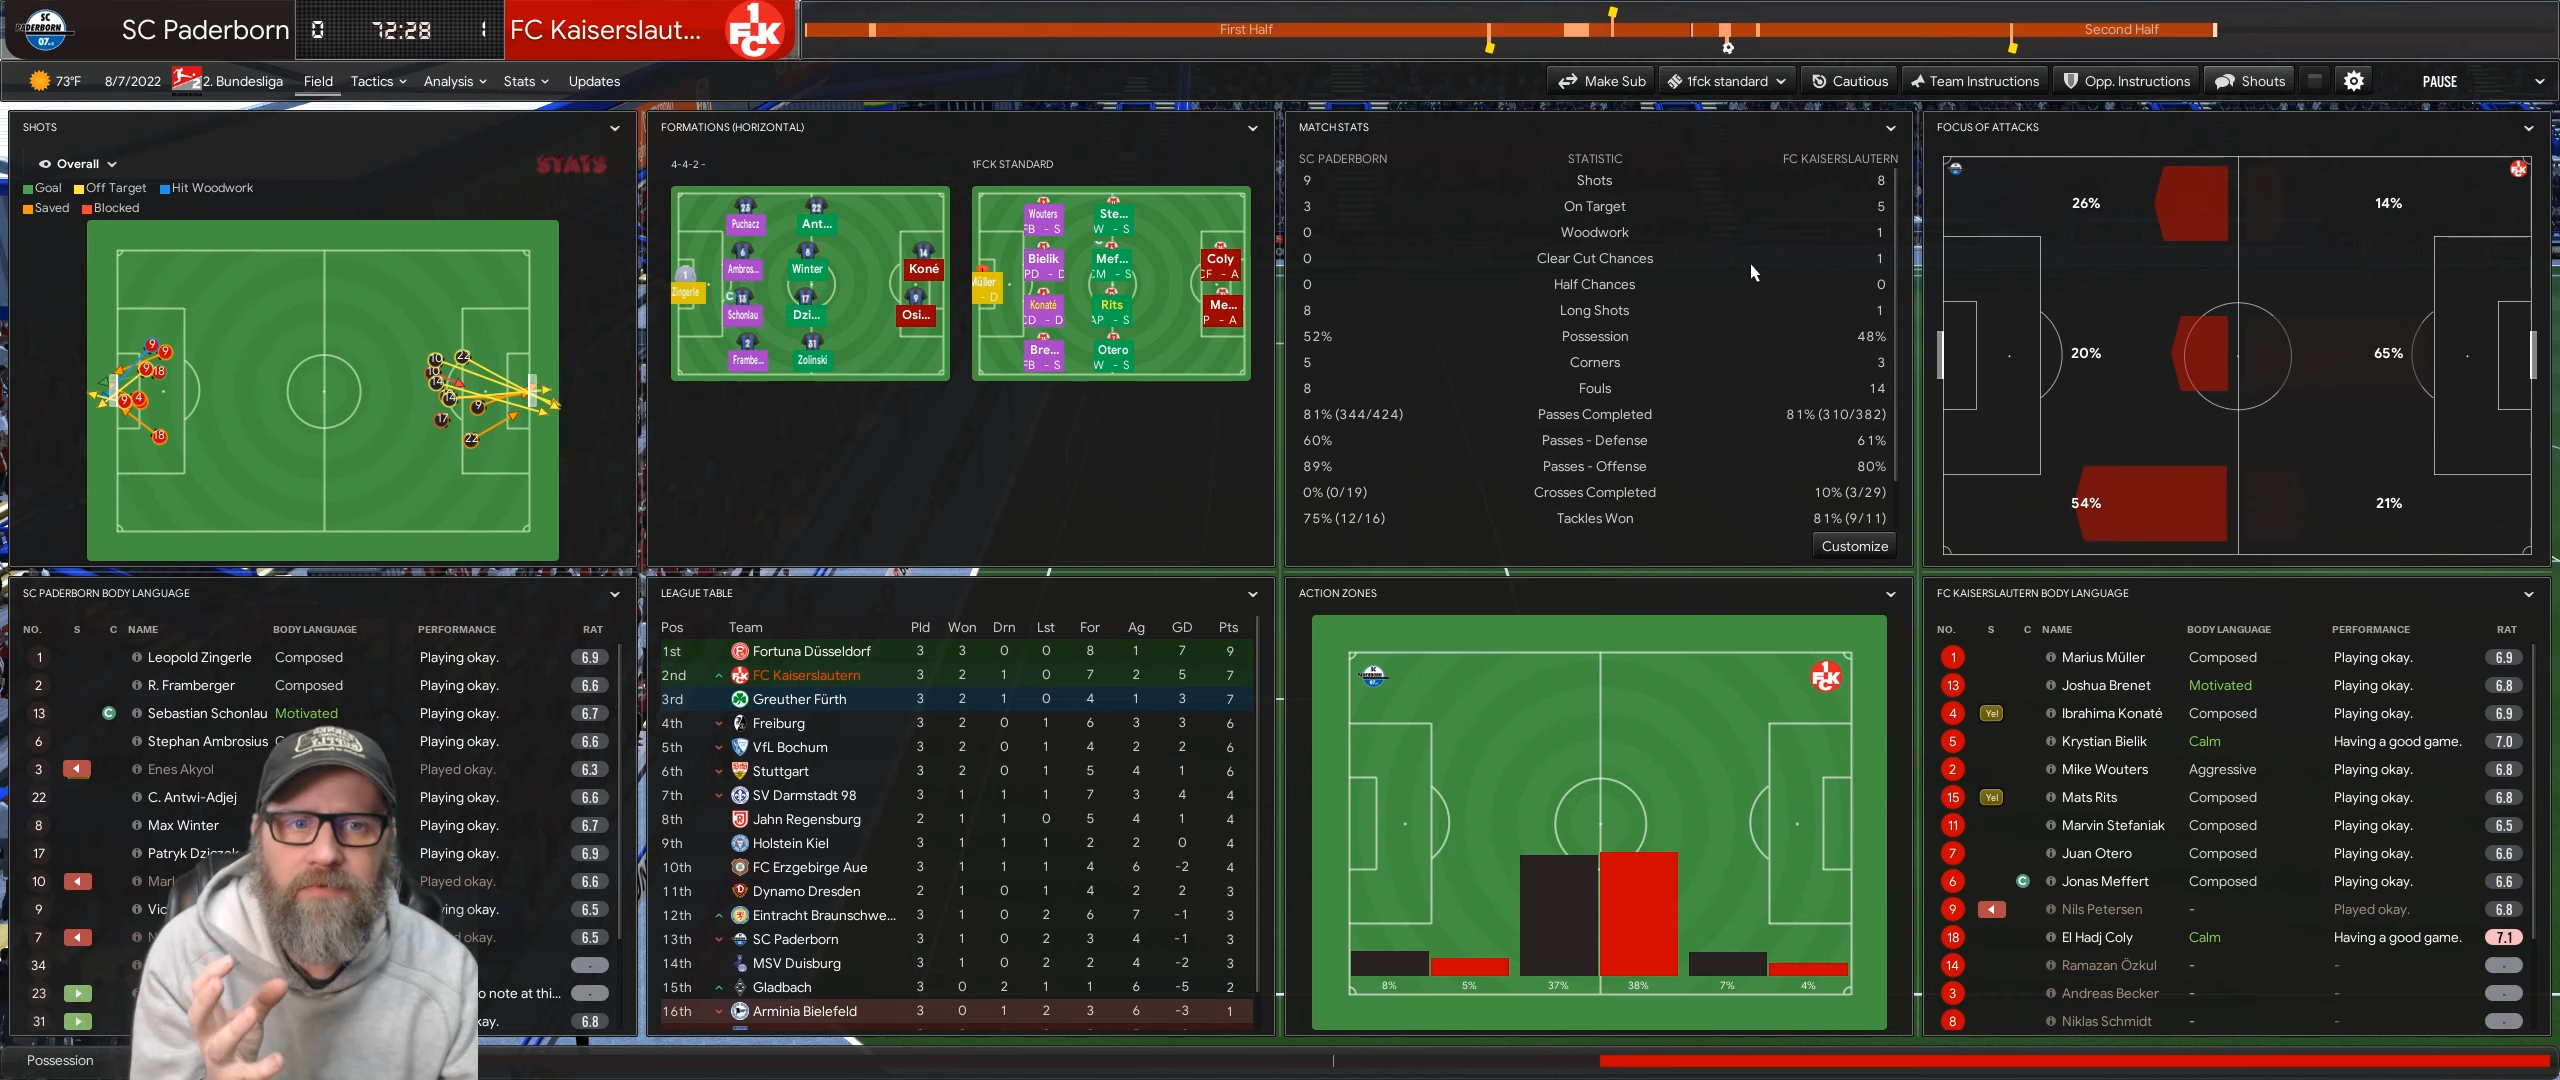 SC Paderborn 0 72:28 1 FC Kaiserslaut...
First Half Second Half
73°F 8/7/2022 2. Bundesliga Field Tactics Analysis Stats Updates
Make Sub 1fck standard Cautious Team Instructions Opp. Instructions Shouts PAUSE
SHOTS
Overall STATS
Goal Off Target Hit Woodwork
Saved Blocked
FORMATIONS (HORIZONTAL)
4-4-2 - 1FCK STANDARD
Puchacz Ant...
Ambros... Winter Koné
Zingerle
Schonlau Dzi... Osi...
Frambe... Zolinski
Wouters Ste...
FB - S W - S
Bielik Mef... Coly
Müller
Konaté Rits Me...
Bre... Otero
FB - S W - S
MATCH STATS
SC PADERBORN STATISTIC FC KAISERSLAUTERN
9 Shots 8
3 On Target 5
0 Woodwork 1
0 Clear Cut Chances 1
0 Half Chances 0
8 Long Shots 1
52% Possession 48%
5 Corners 3
8 Fouls 14
81% (344/424) Passes Completed 81% (310/382)
60% Passes - Defense 61%
89% Passes - Offense 80%
0% (0/19) Crosses Completed 10% (3/29)
75% (12/16) Tackles Won 81% (9/11)
Customize
FOCUS OF ATTACKS
26% 14%
20% 65%
54% 21%
SC PADERBORN BODY LANGUAGE
NO. S C NAME BODY LANGUAGE PERFORMANCE RAT
1 Leopold Zingerle Composed Playing okay. 6.9
2 R. Framberger Composed Playing okay. 6.6
13 C Sebastian Schonlau Motivated Playing okay. 6.7
6 Stephan Ambrosius Playing okay. 6.6
3 Enes Akyol Played okay. 6.3
22 C. Antwi-Adjej Playing okay. 6.6
8 Max Winter Playing okay. 6.7
17 Patryk Playing okay. 6.9
10 Played okay. 6.6
9 okay. 6.5
7 okay. 6.5
34 -
23 note at thi... -
31 6.8
LEAGUE TABLE
Pos Team Pld Won Drn Lst For Ag GD Pts
1st Fortuna Düsseldorf 3 3 0 0 8 1 7 9
2nd FC Kaiserslautern 3 2 1 0 7 2 5 7
3rd Greuther Fürth 3 2 1 0 4 1 3 7
4th Freiburg 3 2 0 1 6 3 3 6
5th VfL Bochum 3 2 0 1 4 2 2 6
6th Stuttgart 3 2 0 1 5 4 1 6
7th SV Darmstadt 98 3 1 1 1 7 3 4 4
8th Jahn Regensburg 2 1 1 0 5 4 1 4
9th Holstein Kiel 3 1 1 1 2 2 0 4
10th FC Erzgebirge Aue 3 1 1 1 4 6 -2 4
11th Dynamo Dresden 2 1 0 1 4 2 2 3
12th Eintracht Braunschwe... 3 1 0 2 6 7 -1 3
13th SC Paderborn 3 1 0 2 3 4 -1 3
14th MSV Duisburg 3 1 0 2 2 4 -2 3
15th Gladbach 3 0 2 1 1 6 -5 2
16th Arminia Bielefeld 3 0 1 2 3 6 -3 1
ACTION ZONES
8% 5% 37% 38% 7% 4%
FC KAISERSLAUTERN BODY LANGUAGE
NO. S C NAME BODY LANGUAGE PERFORMANCE RAT
1 Marius Müller Composed Playing okay. 6.9
13 Joshua Brenet Motivated Playing okay. 6.8
4 Yel Ibrahima Konaté Composed Playing okay. 6.9
5 Krystian Bielik Calm Having a good game. 7.0
2 Mike Wouters Aggressive Playing okay. 6.8
15 Yel Mats Rits Composed Playing okay. 6.8
11 Marvin Stefaniak Composed Playing okay. 6.5
7 Juan Otero Composed Playing okay. 6.6
6 C Jonas Meffert Composed Playing okay. 6.6
9 Nils Petersen - Played okay. 6.8
18 El Hadj Coly Calm Having a good game. 7.1
14 Ramazan Özkul - - -
3 Andreas Becker - - -
8 Niklas Schmidt - - -
Possession